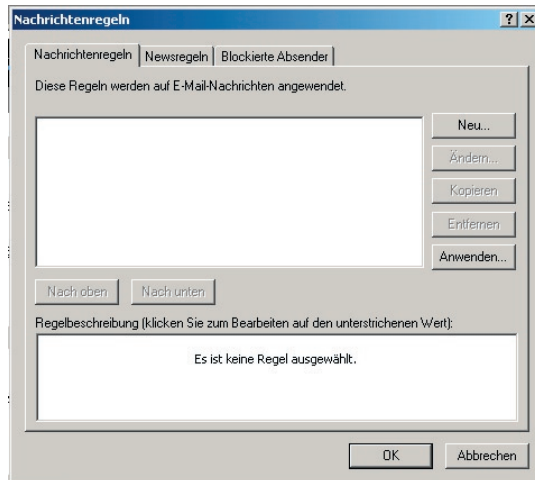 Nachrichtenregeln
Nachrichtenregeln Newsregeln Blockierte Absender
Diese Regeln werden auf E-Mail-Nachrichten angewendet.
Neu...
Ändern...
Kopieren
Entfernen
Anwenden...
Nach oben Nach unten
Regelbeschreibung (klicken Sie zum Bearbeiten auf den unterstrichenen Wert):
Es ist keine Regel ausgewählt.
OK Abbrechen